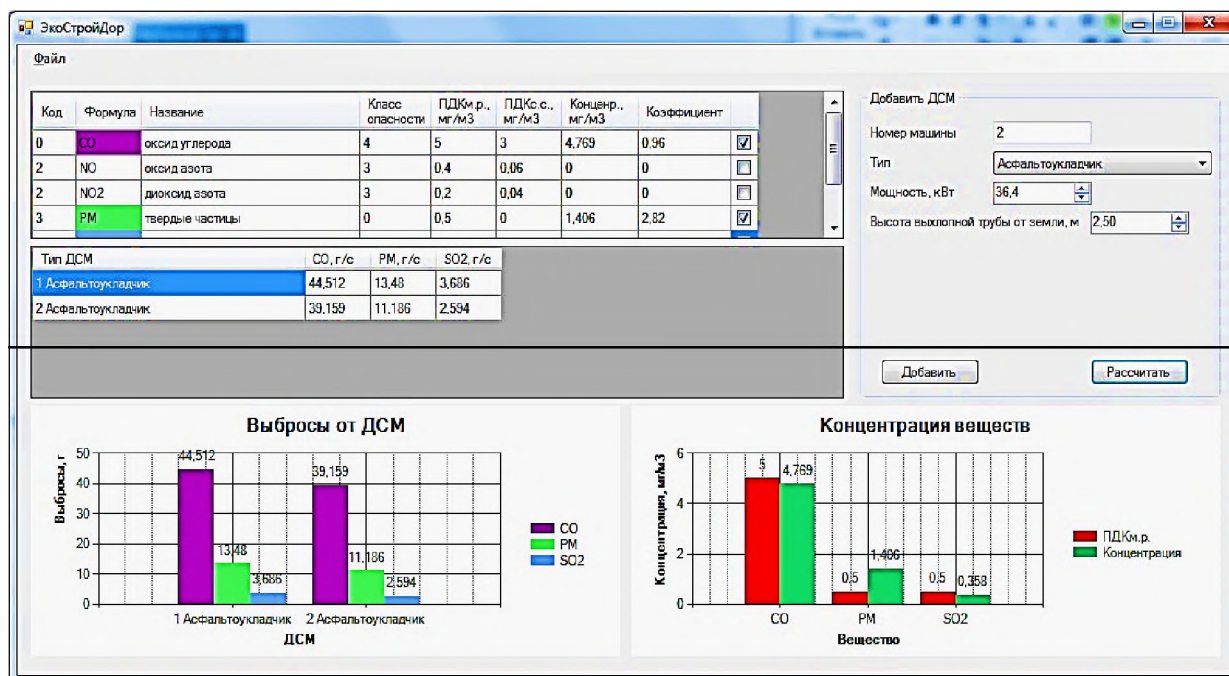 ЭкоСтройДор
Файл
Код Формула Название Класс опасности ПДКм.р., мг/м3 ПДКс.с., мг/м3 Конценр., мг/м3 Коэффициент
0 CO оксид углерода 4 5 3 4,769 0,96
2 NO оксид азота 3 0,4 0,06 0 0
2 NO2 диоксид азота 3 0,2 0,04 0 0
3 PM твердые частицы 0 0,5 0 1,406 2,82
Тип ДСМ CO, г/с PM, г/с SO2, г/с
1 Асфальтоукладчик 44,512 13,48 3,686
2 Асфальтоукладчик 39,159 11,186 2,594
Добавить ДСМ
Номер машины 2
Тип Асфальтоукладчик
Мощность, кВт 36,4
Высота выхлопной трубы от земли, м 2,50
Добавить Рассчитать
Выбросы от ДСМ
Выбросы, г
50
40
30
20
10
0
44,512
13,48
3,686
39,159
11,186
2,594
1 Асфальтоукладчик 2 Асфальтоукладчик
ДСМ
CO
PM
SO2
Концентрация веществ
Концентрация, мг/м3
6
4
2
0
5
4,769
0,5
1,406
0,5
0,358
CO PM SO2
Вещество
ПДКм.р.
Концентрация